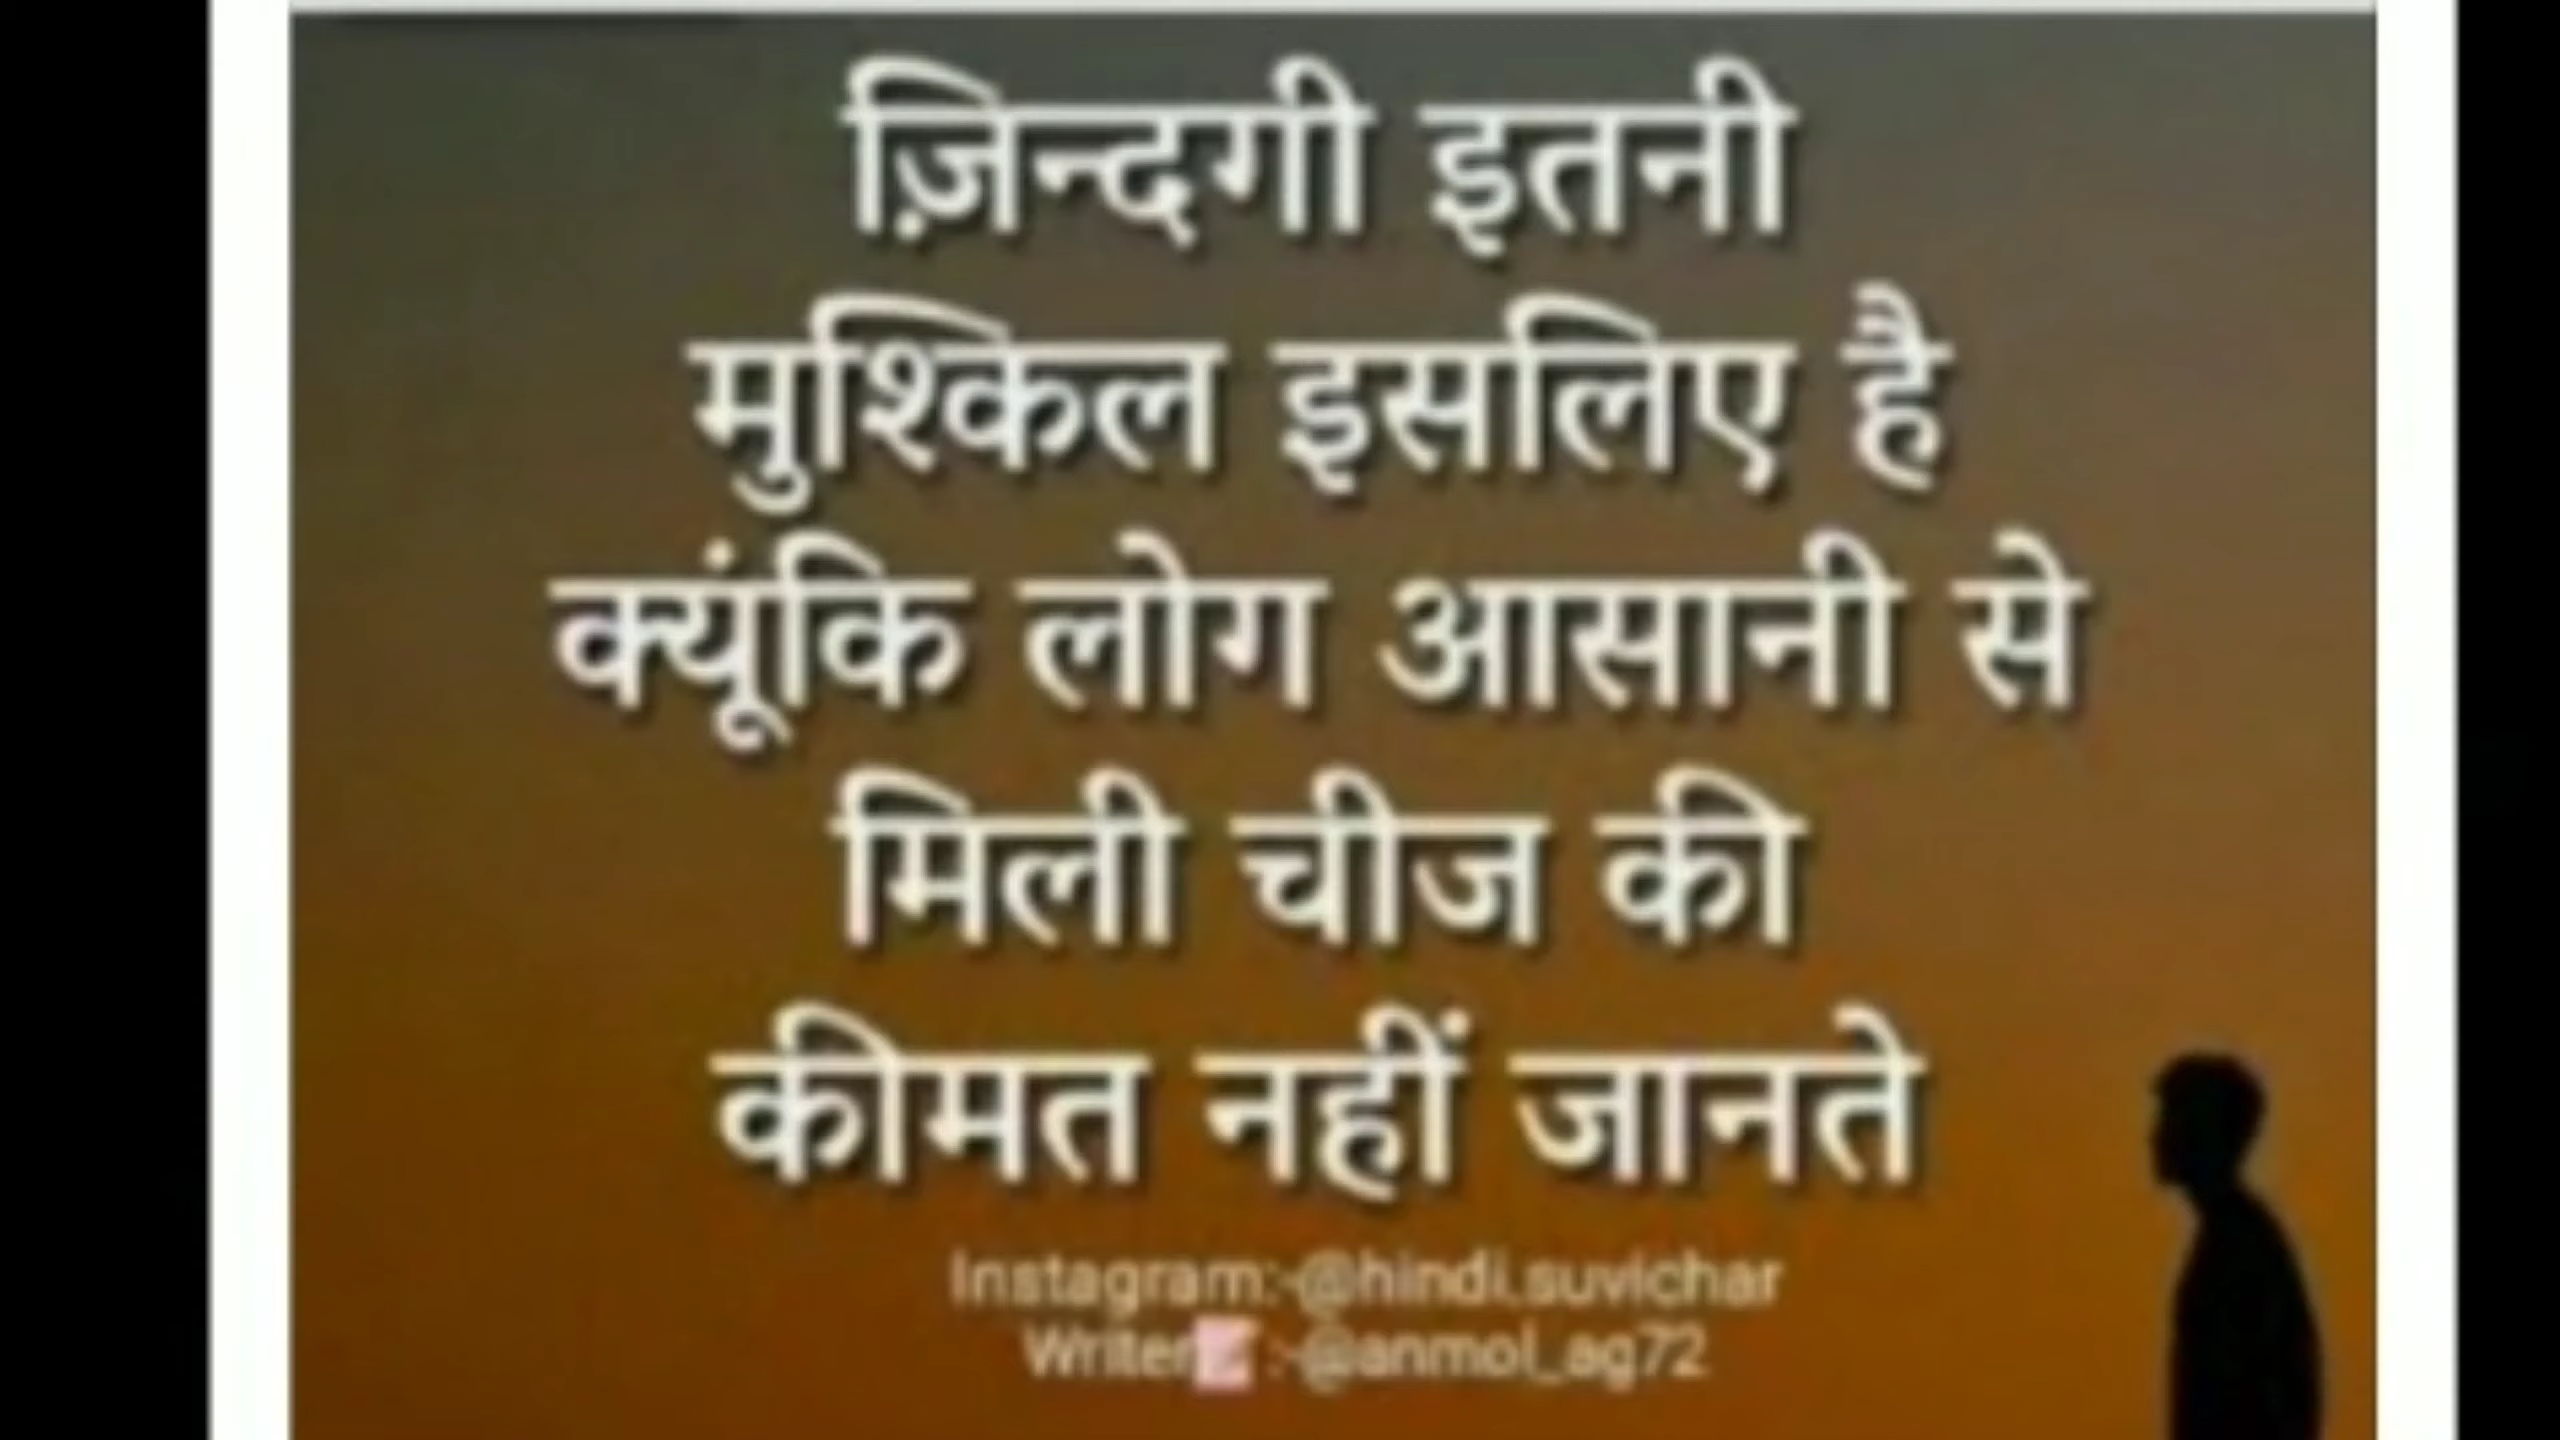 ज़िन्दगी इतनी
मुश्किल इसलिए है
क्यूंकि लोग आसानी से
मिली चीज की
कीमत नहीं जानते
Instagram:-@hindi.suvichar
Writer📝:-@anmol_ag72